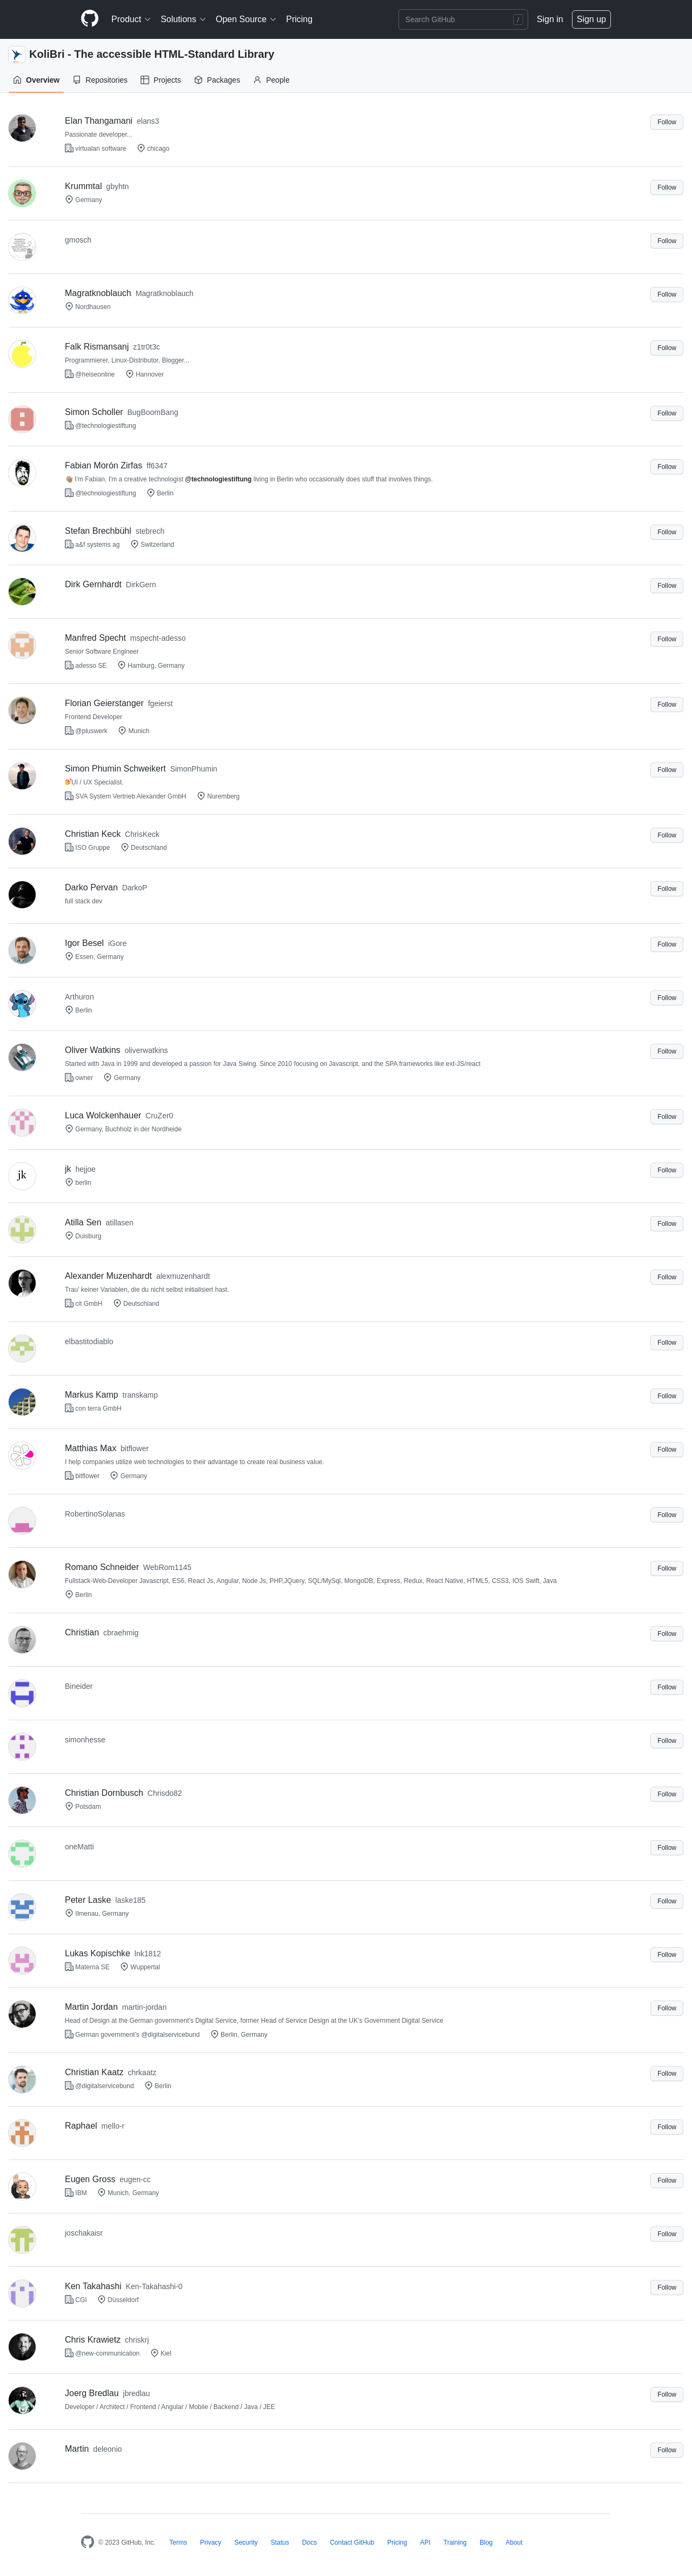 Product Solutions Open Source Pricing Search GitHub / Sign in Sign up
KoliBri - The accessible HTML-Standard Library
Overview Repositories Projects Packages People
Elan Thangamani elans3 Follow
Passionate developer...
virtualan software chicago
Krummtal gbyhtn Follow
Germany
gmosch Follow
Magratknoblauch Magratknoblauch Follow
Nordhausen
Falk Rismansanj z1tr0t3c Follow
Programmierer, Linux-Distributor, Blogger...
@heiseonline Hannover
Simon Scholler BugBoomBang Follow
@technologiestiftung
Fabian Morón Zirfas ff6347 Follow
I'm Fabian. I'm a creative technologist @technologiestiftung living in Berlin who occasionally does stuff that involves things.
@technologiestiftung Berlin
Stefan Brechbühl stebrech Follow
a&f systems ag Switzerland
Dirk Gernhardt DirkGern Follow
Manfred Specht mspecht-adesso Follow
Senior Software Engineer
adesso SE Hamburg, Germany
Florian Geierstanger fgeierst Follow
Frontend Developer
@pluswerk Munich
Simon Phumin Schweikert SimonPhumin Follow
UI / UX Specialist.
SVA System Vertrieb Alexander GmbH Nuremberg
Christian Keck ChrisKeck Follow
ISO Gruppe Deutschland
Darko Pervan DarkoP Follow
full stack dev
Igor Besel iGore Follow
Essen, Germany
Arthuron Follow
Berlin
Oliver Watkins oliverwatkins Follow
Started with Java in 1999 and developed a passion for Java Swing. Since 2010 focusing on Javascript, and the SPA frameworks like ext-JS/react
owner Germany
Luca Wolckenhauer CruZer0 Follow
Germany, Buchholz in der Nordheide
jk jk hejjoe Follow
berlin
Atilla Sen atillasen Follow
Duisburg
Alexander Muzenhardt alexmuzenhardt Follow
Trau' keiner Variablen, die du nicht selbst initialisiert hast.
cit GmbH Deutschland
elbastitodiablo Follow
Markus Kamp transkamp Follow
con terra GmbH
Matthias Max bitflower Follow
I help companies utilize web technologies to their advantage to create real business value.
bitflower Germany
RobertinoSolanas Follow
Romano Schneider WebRom1145 Follow
Fullstack-Web-Developer Javascript, ES6, React Js, Angular, Node Js, PHP,JQuery, SQL/MySql, MongoDB, Express, Redux, React Native, HTML5, CSS3, IOS Swift, Java
Berlin
Christian cbraehmig Follow
Bineider Follow
simonhesse Follow
Christian Dornbusch Chrisdo82 Follow
Potsdam
oneMatti Follow
Peter Laske laske185 Follow
Ilmenau, Germany
Lukas Kopischke lnk1812 Follow
Materna SE Wuppertal
Martin Jordan martin-jordan Follow
Head of Design at the German government's Digital Service, former Head of Service Design at the UK's Government Digital Service
German government's @digitalservicebund Berlin, Germany
Christian Kaatz chrkaatz Follow
@digitalservicebund Berlin
Raphael mello-r Follow
Eugen Gross eugen-cc Follow
IBM Munich, Germany
joschakaisr Follow
Ken Takahashi Ken-Takahashi-0 Follow
CGI Düsseldorf
Chris Krawietz chriskrj Follow
@new-communication Kiel
Joerg Bredlau jbredlau Follow
Developer / Architect / Frontend / Angular / Mobile / Backend / Java / JEE
Martin deleonio Follow
© 2023 GitHub, Inc. Terms Privacy Security Status Docs Contact GitHub Pricing API Training Blog About